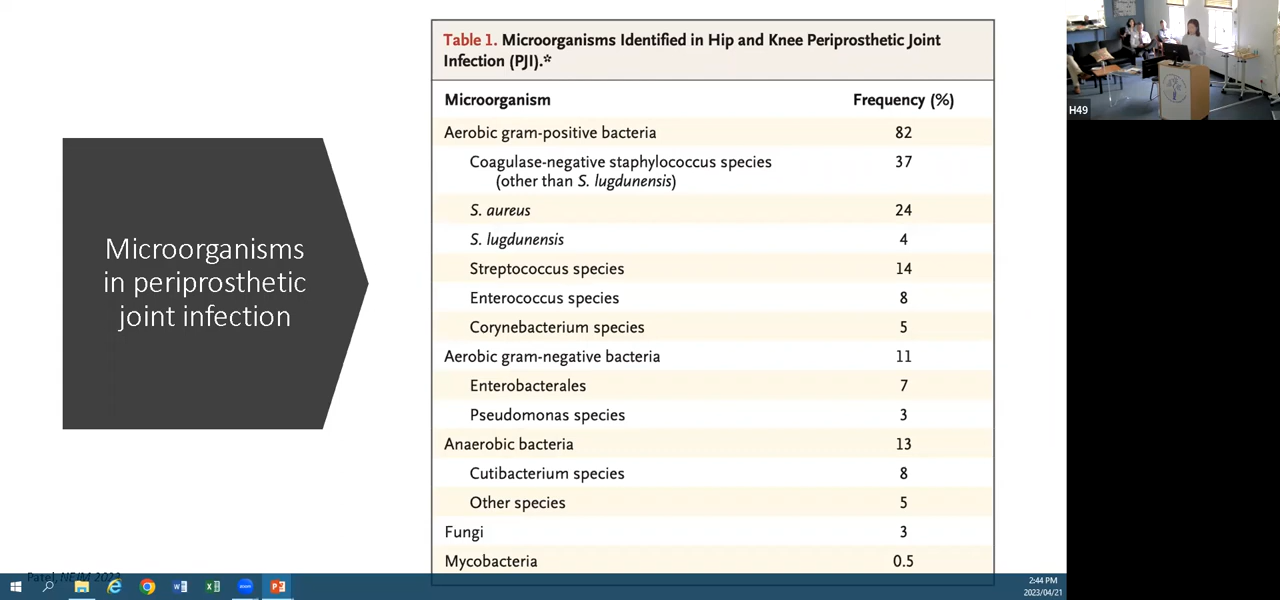 Microorganisms
in periprosthetic
joint infection
Table 1. Microorganisms Identified in Hip and Knee Periprosthetic Joint
Infection (PJI).*
Microorganism Frequency (%)
Aerobic gram-positive bacteria 82
Coagulase-negative staphylococcus species 37
(other than S. lugdunensis)
S. aureus 24
S. lugdunensis 4
Streptococcus species 14
Enterococcus species 8
Corynebacterium species 5
Aerobic gram-negative bacteria 11
Enterobacterales 7
Pseudomonas species 3
Anaerobic bacteria 13
Cutibacterium species 8
Other species 5
Fungi 3
Mycobacteria 0.5
Patel, NEJM
H49
2:44 PM
2023/04/21